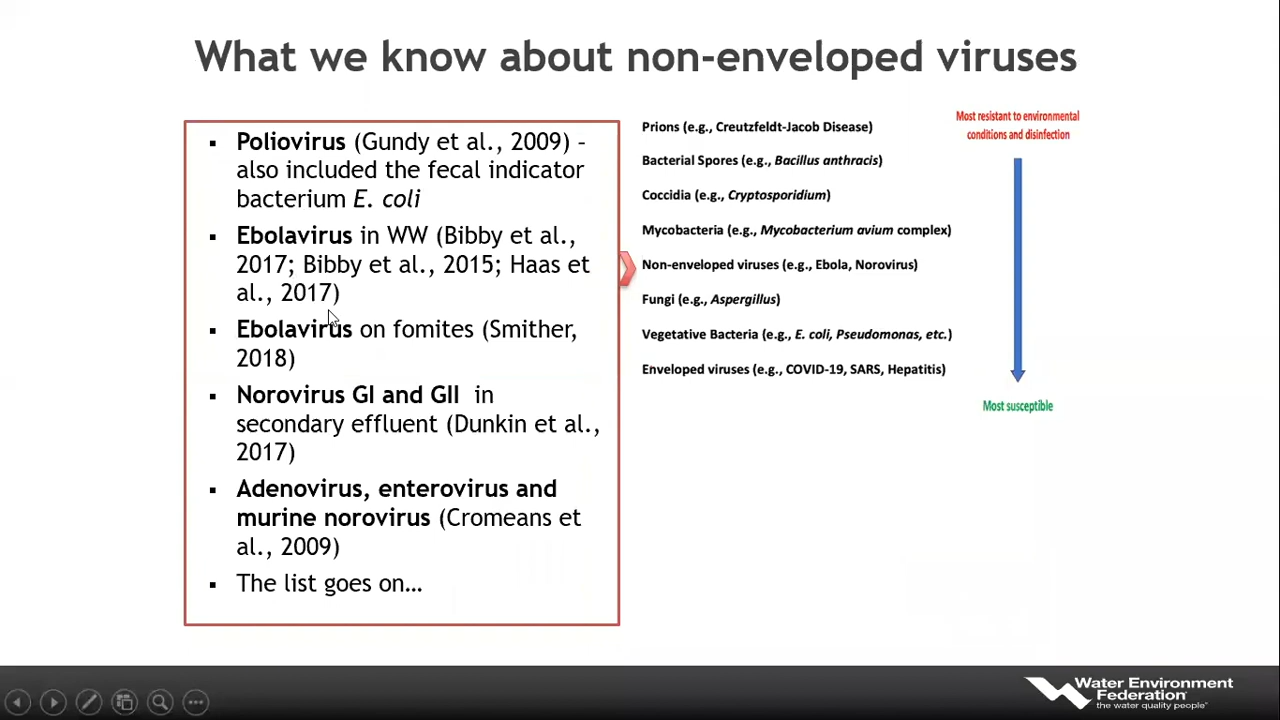 What we know about non-enveloped viruses
▪ Poliovirus (Gundy et al., 2009) –
also included the fecal indicator
bacterium E. coli
▪ Ebolavirus in WW (Bibby et al.,
2017; Bibby et al., 2015; Haas et
al., 2017)
▪ Ebolavirus on fomites (Smither,
2018)
▪ Norovirus GI and GII in
secondary effluent (Dunkin et al.,
2017)
▪ Adenovirus, enterovirus and
murine norovirus (Cromeans et
al., 2009)
▪ The list goes on…
Prions (e.g., Creutzfeldt-Jacob Disease)
Bacterial Spores (e.g., Bacillus anthracis)
Coccidia (e.g., Cryptosporidium)
Mycobacteria (e.g., Mycobacterium avium complex)
Non-enveloped viruses (e.g., Ebola, Norovirus)
Fungi (e.g., Aspergillus)
Vegetative Bacteria (e.g., E. coli, Pseudomonas, etc.)
Enveloped viruses (e.g., COVID-19, SARS, Hepatitis)
Most resistant to environmental
conditions and disinfection
Most susceptible
Water Environment
Federation
the water quality people®